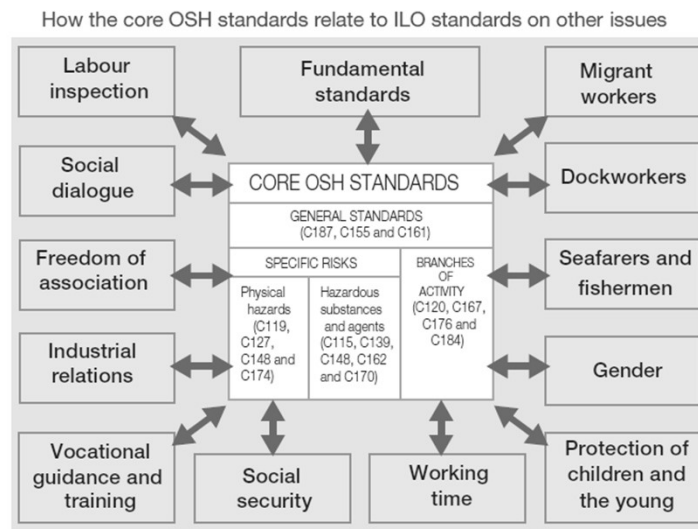 How the core OSH standards relate to ILO standards on other issues
Labour
inspection
Fundamental
standards
Migrant
workers
Social
dialogue
CORE OSH STANDARDS
Dockworkers
GENERAL STANDARDS
(C187, C155 and C161)
Freedom of
association
SPECIFIC RISKS
Physical
hazards
(C119,
C127,
C148 and
C174)
Hazardous
substances
and agents
(C115, C139,
C148, C162
and C170)
BRANCHES
OF
ACTIVITY
(C120, C167,
C176 and
C184)
Seafarers and
fishermen
Industrial
relations
Gender
Vocational
guidance and
training
Social
security
Working
time
Protection of
children and
the young